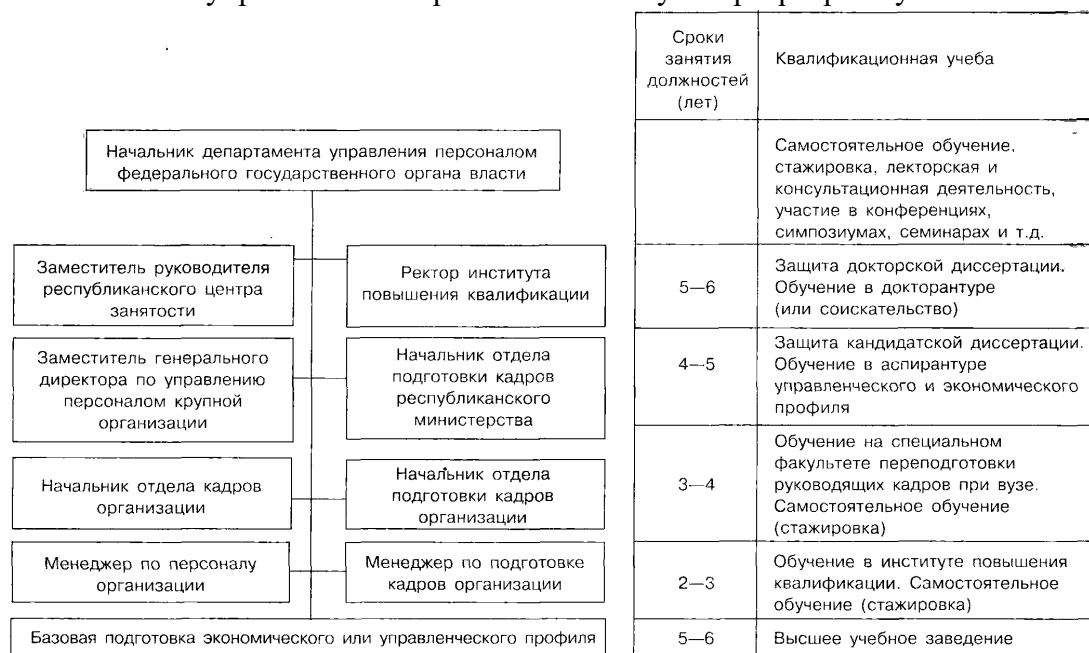 Сроки
занятия
должностей
(лет)
Квалификационная учеба
Начальник департамента управления персоналом
федерального государственного органа власти
Самостоятельное обучение,
стажировка, лекторская и
консультационная деятельность,
участие в конференциях,
симпозиумах, семинарах и т.д.
Заместитель руководителя
республиканского центра
занятости
Ректор института
повышения квалификации
5—6
Защита докторской диссертации.
Обучение в докторантуре
(или соискательство)
Заместитель генерального
директора по управлению
персоналом крупной
организации
Начальник отдела
подготовки кадров
республиканского
министерства
4—5
Защита кандидатской диссертации.
Обучение в аспирантуре
управленческого и экономического
профиля
Начальник отдела кадров
организации
Начальник отдела
подготовки кадров
организации
3—4
Обучение на специальном
факультете переподготовки
руководящих кадров при вузе.
Самостоятельное обучение
(стажировка)
Менеджер по персоналу
организации
Менеджер по подготовке
кадров организации
2—3
Обучение в институте повышения
квалификации. Самостоятельное
обучение (стажировка)
Базовая подготовка экономического или управленческого профиля
5—6
Высшее учебное заведение